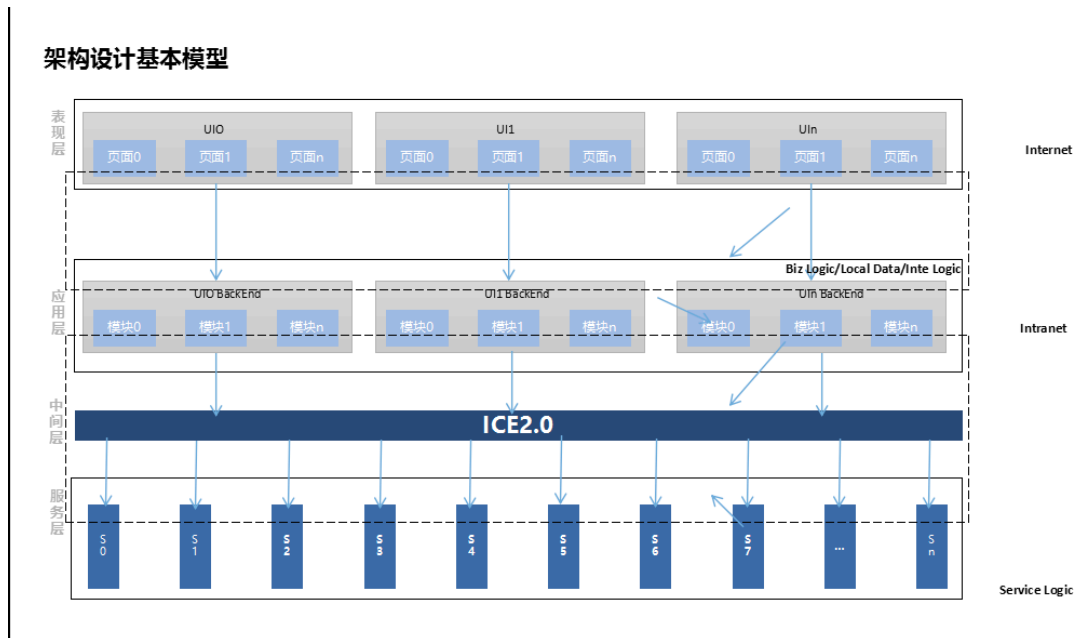 架构设计基本模型
表现层
UI0
UI1
UIn
页面0
页面1
页面n
页面0
页面1
页面n
页面0
页面1
页面n
Internet
Biz Logic/Local Data/Inte Logic
应用层
UI0 BackEnd
UI1 BackEnd
UIn BackEnd
模块0
模块1
模块n
模块0
模块1
模块n
模块0
模块1
模块n
Intranet
中间层
ICE2.0
服务层
S0
S1
S2
S3
S4
S5
S6
S7
...
Sn
Service Logic